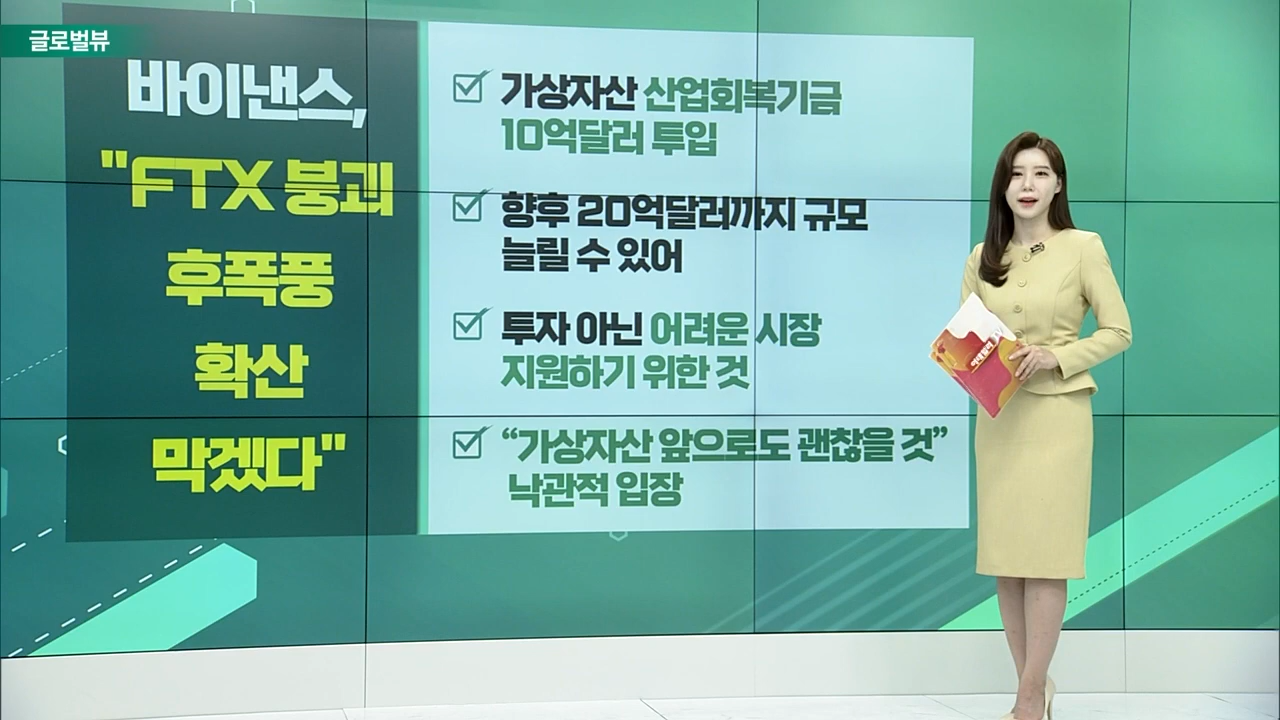 글로벌뷰
바이낸스,
"FTX 붕괴
후폭풍
확산
막겠다"
가상자산 산업회복기금
10억달러 투입
향후 20억달러까지 규모
늘릴 수 있어
투자 아닌 어려운 시장
지원하기 위한 것
“가상자산 앞으로도 괜찮을 것”
낙관적 입장